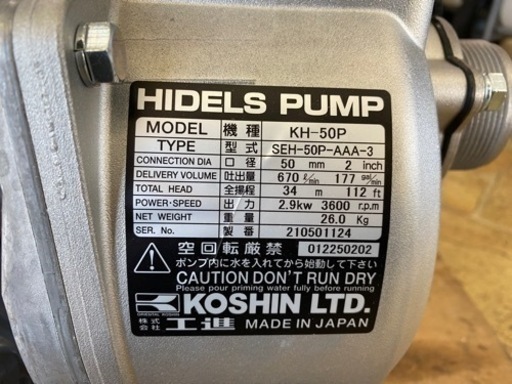 HIDELS PUMP
MODEL 機種 KH-50P
TYPE 型式 SEH-50P-AAA-3
CONNECTION DIA 口径 50 mm 2 inch
DELIVERY VOLUME 吐出量 670 ℓ/min 177 gal/min
TOTAL HEAD 全揚程 34 m 112 ft
POWER·SPEED 出力 2.9kw 3600 r.p.m
NET WEIGHT 重量 26.0 Kg
SER. No. 製番 210501124
空回転厳禁 012250202
ポンプ内に水を入れてから始動して下さい
CAUTION DON'T RUN DRY
Please pour priming water fully before running
KOSHIN LTD.
株式会社 工進 MADE IN JAPAN